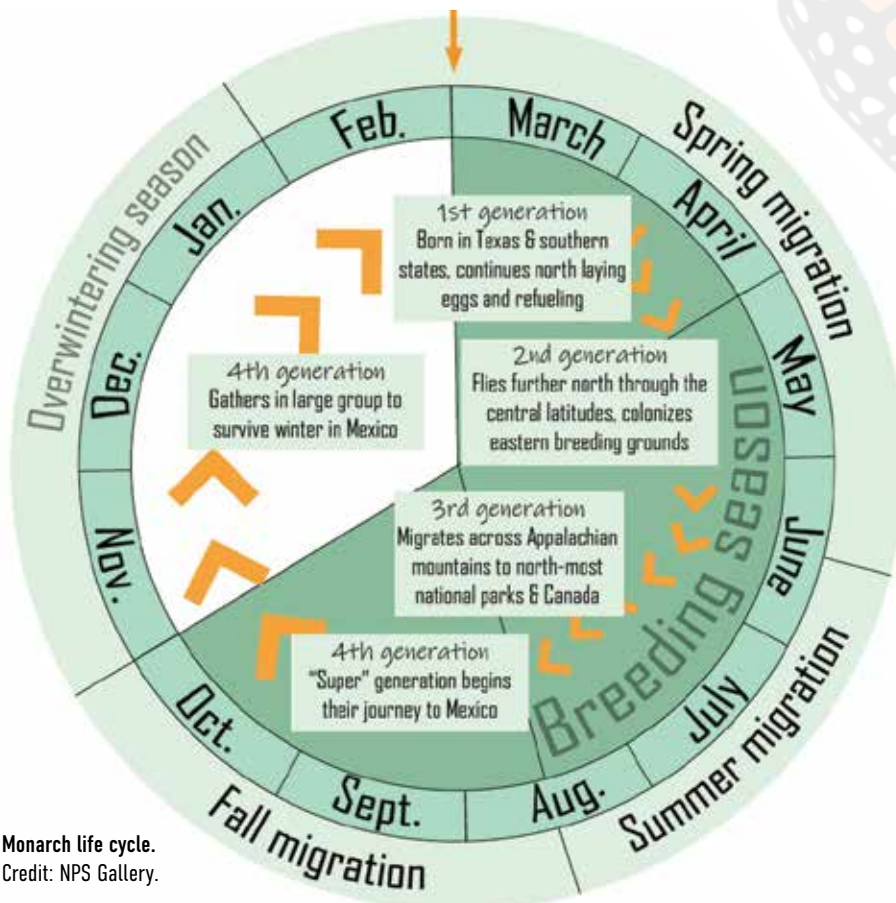 Feb.
March
April
May
June
July
Aug.
Sept.
Oct.
Nov.
Dec.
Jan.
Overwintering season
Spring migration
Summer migration
Fall migration
Breeding season
1st generation
Born in Texas & southern
states, continues north laying
eggs and refueling
2nd generation
Flies further north through the
central latitudes, colonizes
eastern breeding grounds
3rd generation
Migrates across Appalachian
mountains to north-most
national parks & Canada
4th generation
"Super" generation begins
their journey to Mexico
4th generation
Gathers in large group to
survive winter in Mexico
Monarch life cycle.
Credit: NPS Gallery.